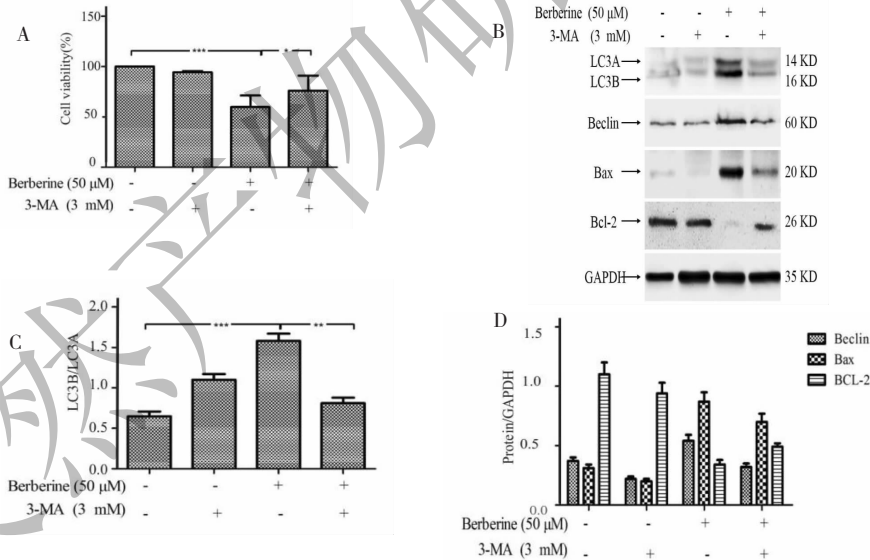 A
150
100
50
0
Cell viability(%)
***
*
Berberine (50 μM) - - + +
3-MA (3 mM) - + - +
B
Berberine (50 μM) - - + +
3-MA (3 mM) - + - +
LC3A 14 KD
LC3B 16 KD
Beclin 60 KD
Bax 20 KD
Bcl-2 26 KD
GAPDH 35 KD
C
2.0
1.5
1.0
0.5
0.0
LC3B/LC3A
***
**
Berberine (50 μM) - - + +
3-MA (3 mM) - + - +
D
1.5
1.0
0.5
0.0
Protein/GAPDH
Beclin
Bax
BCL-2
Berberine (50 μM) - - + +
3-MA (3 mM) - + - +
然产物研